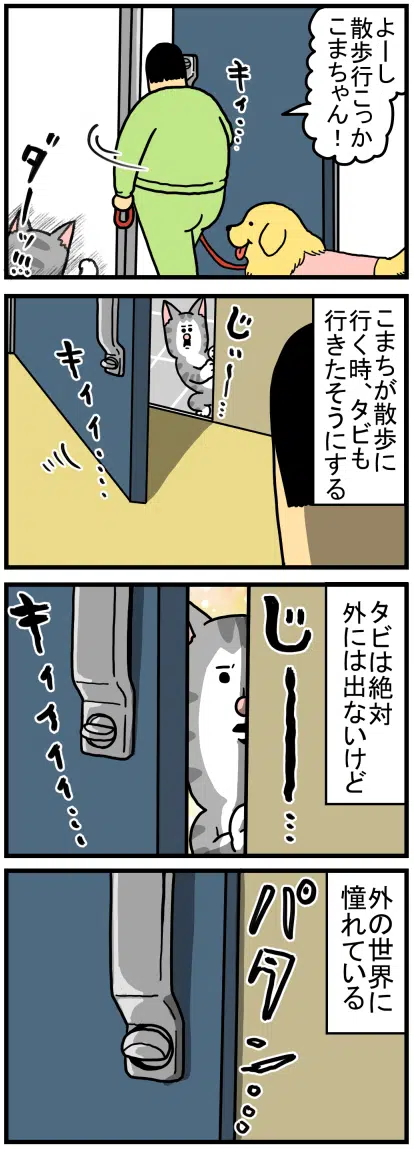 よーし
散歩行こっか
こまちゃん！
キィ…
ダーッ!!!
こまちが散歩に
行く時、タビも
行きたそうにする
じぃー…
キィィ…
タビは絶対
外には出ないけど
じーー…
キィィィィ…
外の世界に
憧れている
パタン…